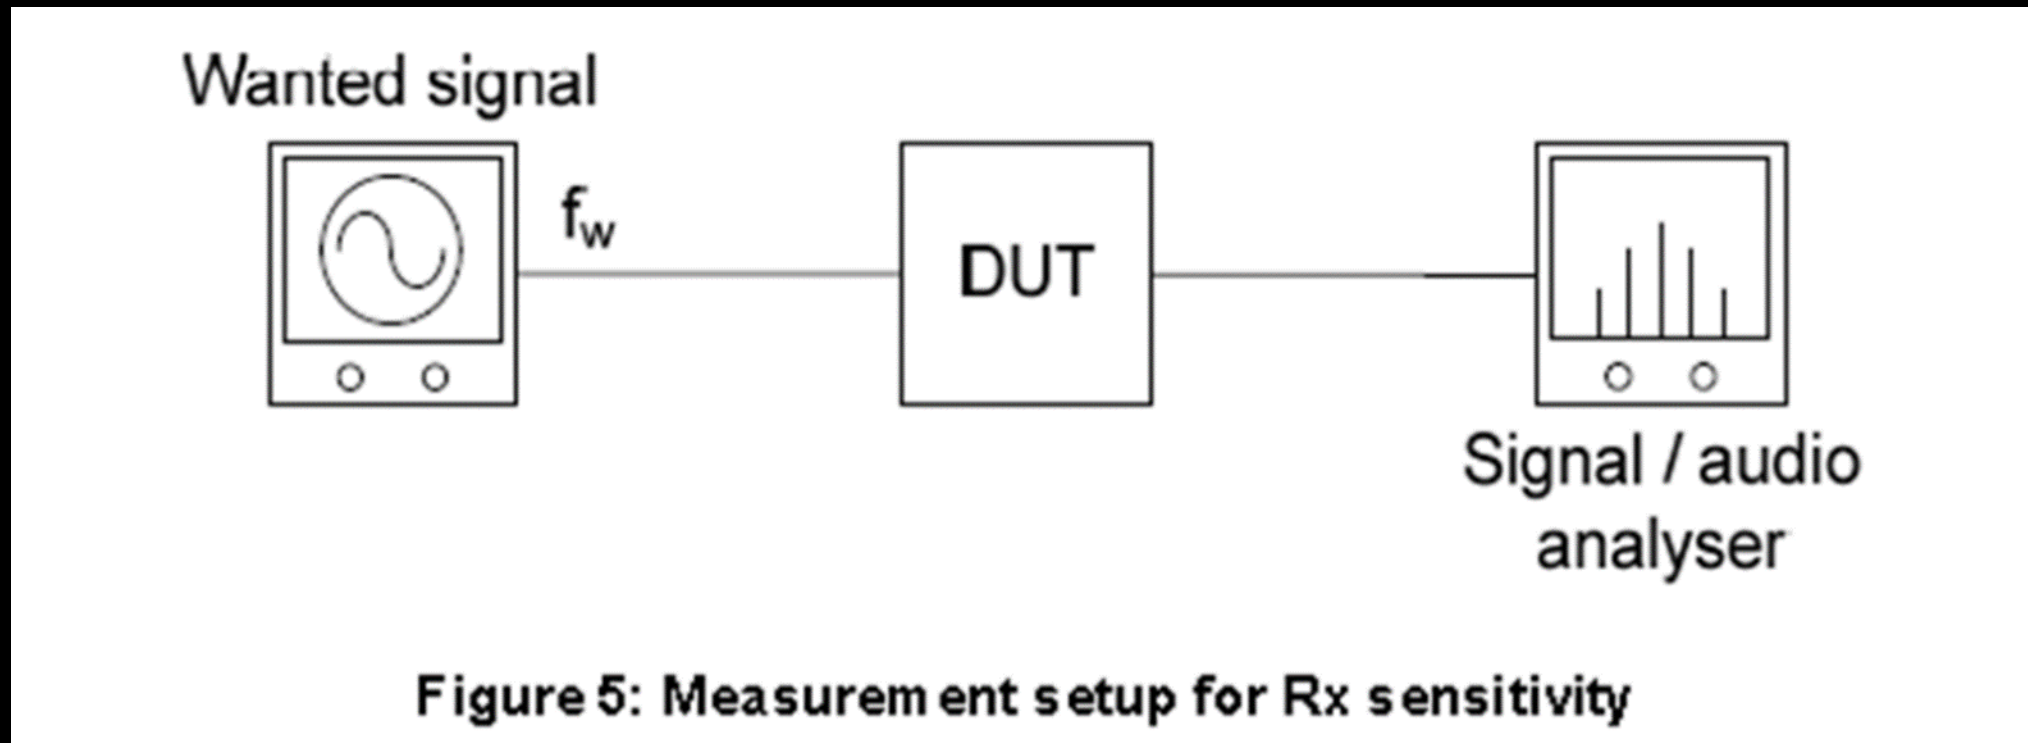 Wanted signal
fw
DUT
Signal / audio
analyser
Figure 5: Measurement setup for Rx sensitivity